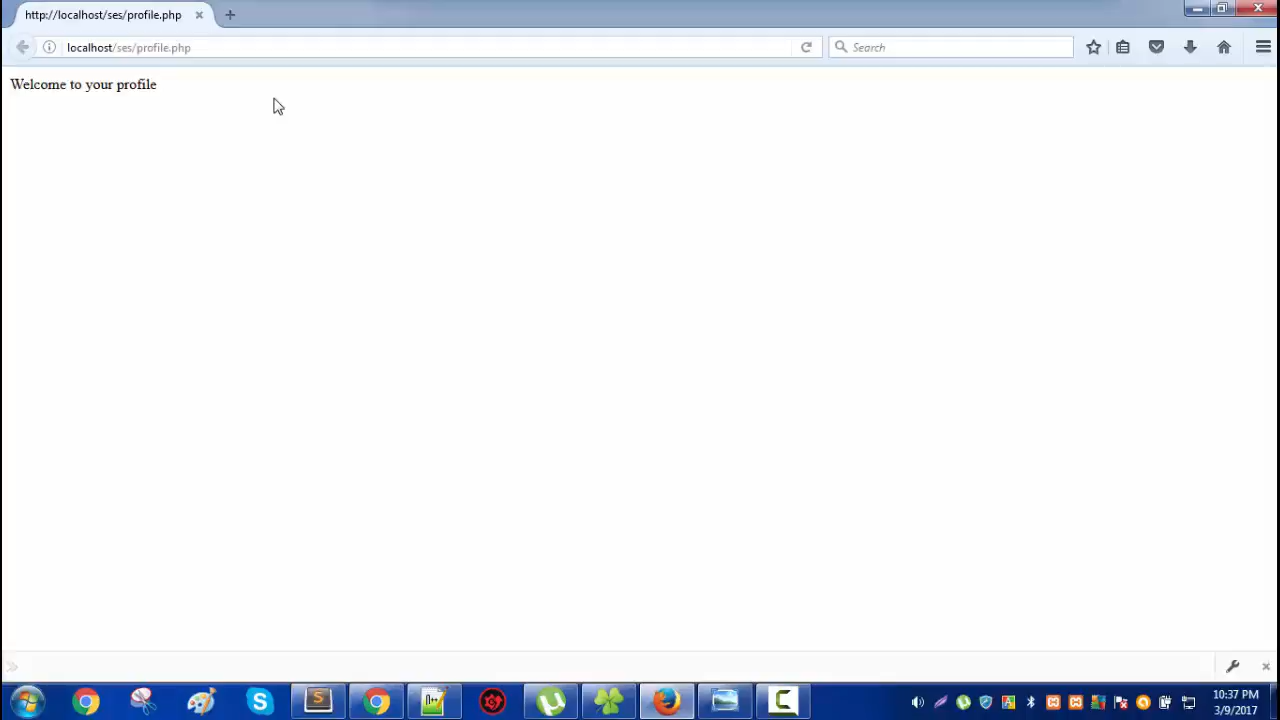 http://localhost/ses/profile.php
localhost/ses/profile.php
Search
Welcome to your profile
10:37 PM
3/9/2017